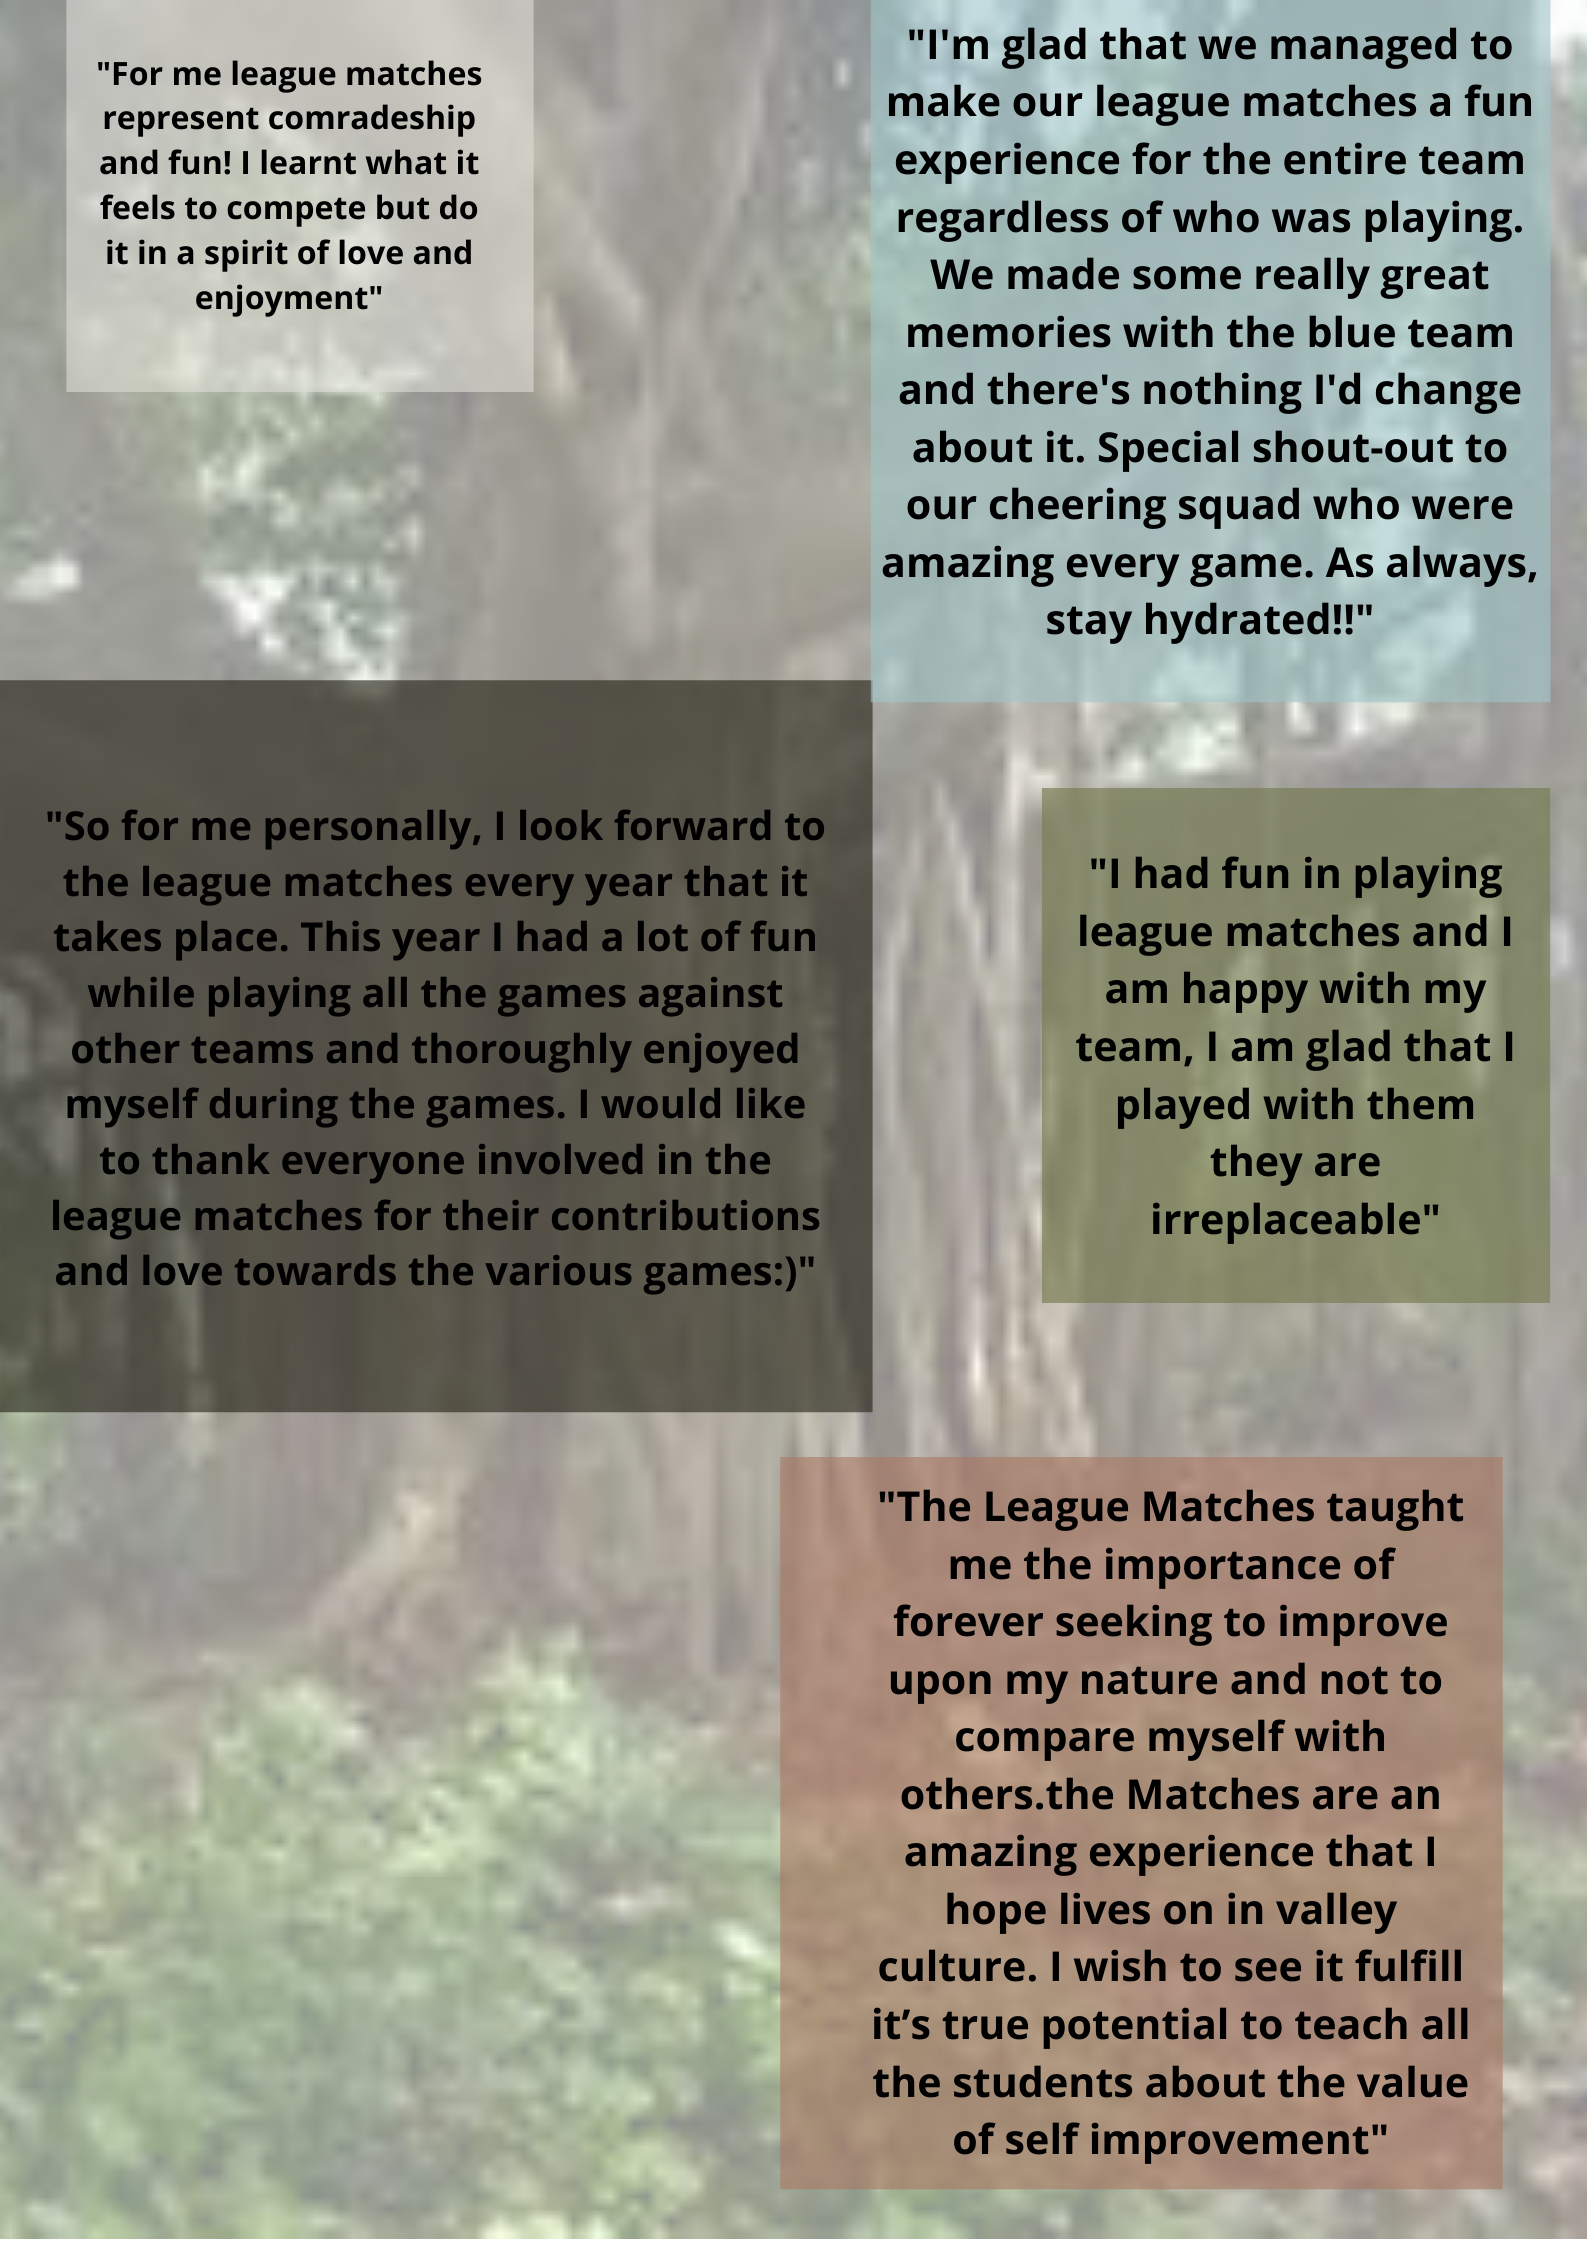 "For me league matches
represent comradeship
and fun! I learnt what it
feels to compete but do
it in a spirit of love and
enjoyment"
"I'm glad that we managed to
make our league matches a fun
experience for the entire team
regardless of who was playing.
We made some really great
memories with the blue team
and there's nothing I'd change
about it. Special shout-out to
our cheering squad who were
amazing every game. As always,
stay hydrated!!"
"So for me personally, I look forward to
the league matches every year that it
takes place. This year I had a lot of fun
while playing all the games against
other teams and thoroughly enjoyed
myself during the games. I would like
to thank everyone involved in the
league matches for their contributions
and love towards the various games:)"
"I had fun in playing
league matches and I
am happy with my
team, I am glad that I
played with them
they are
irreplaceable"
"The League Matches taught
me the importance of
forever seeking to improve
upon my nature and not to
compare myself with
others.the Matches are an
amazing experience that I
hope lives on in valley
culture. I wish to see it fulfill
it’s true potential to teach all
the students about the value
of self improvement"